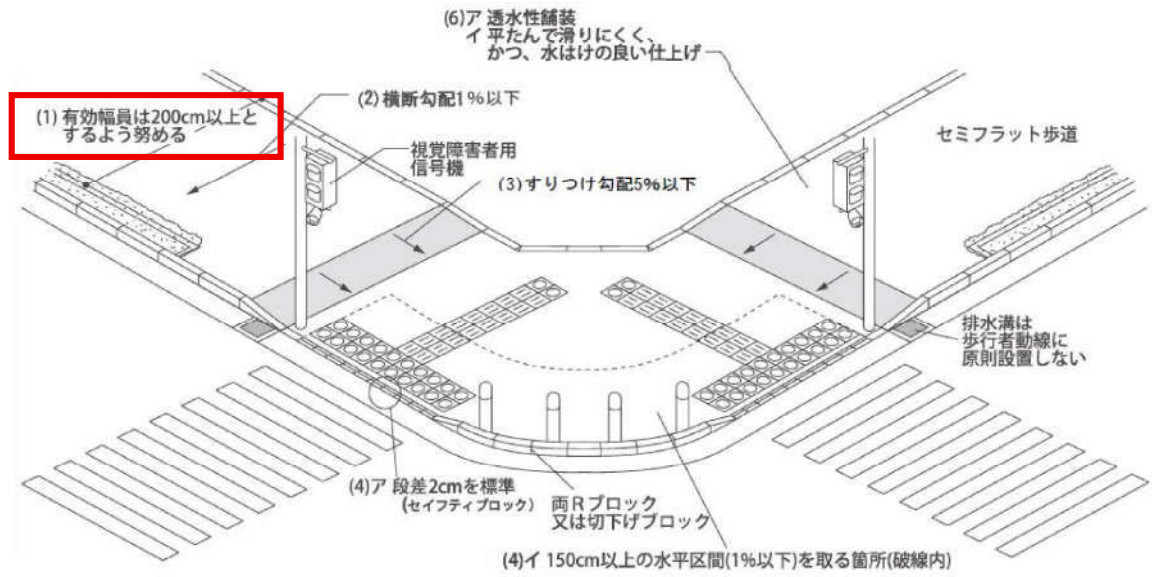 (6)ア 透水性舗装
イ 平たんで滑りにくく、
かつ、水はけの良い仕上げ
(1) 有効幅員は200cm以上と
するよう努める
(2) 横断勾配1%以下
視覚障害者用
信号機
(3)すりつけ勾配5%以下
セミフラット歩道
排水溝は
歩行者動線に
原則設置しない
(4)ア 段差2cmを標準
(セイフティブロック)
両Rブロック
又は切下げブロック
(4)イ 150cm以上の水平区間(1%以下)を取る箇所(破線内)